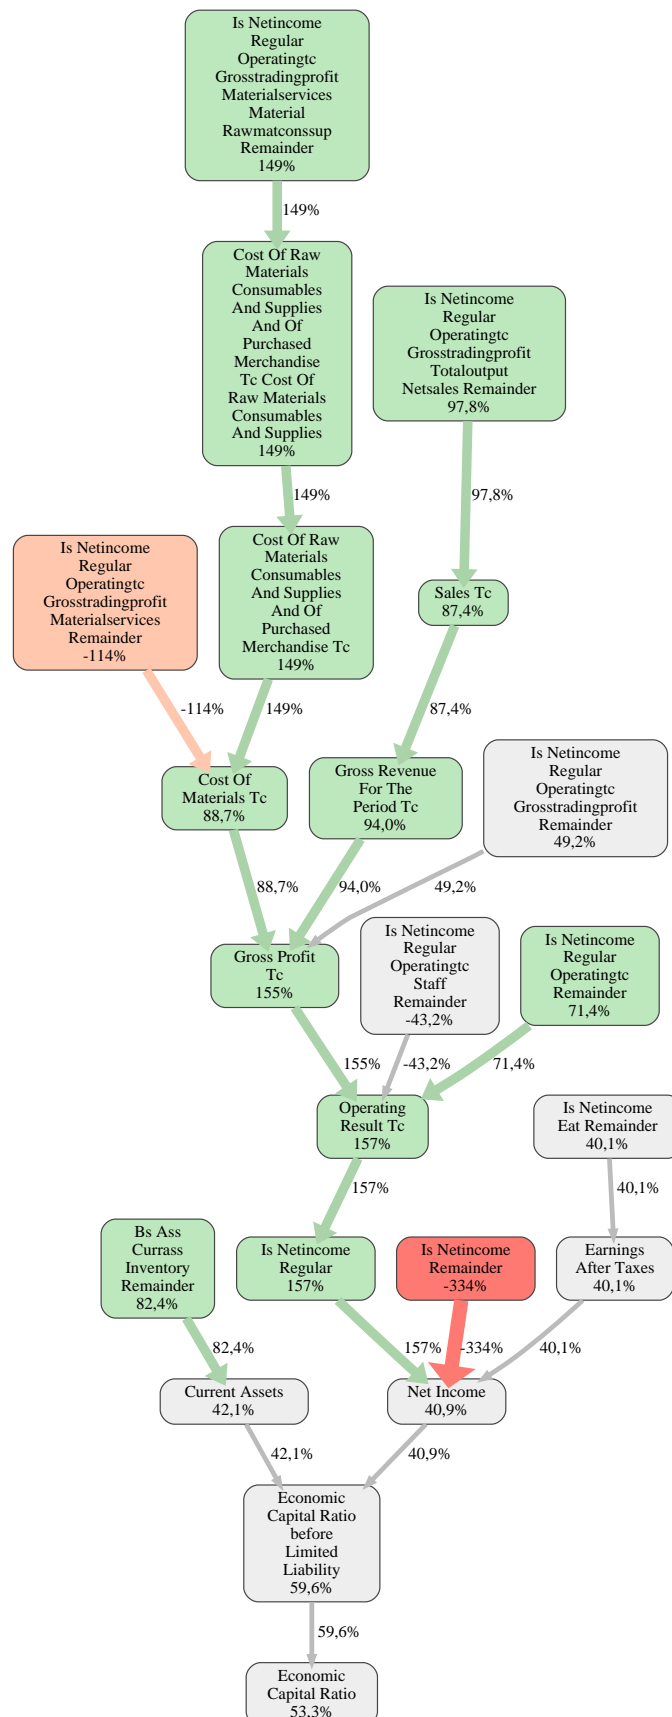 Is Netincome
Regular
Operatingtc
Grosstradingprofit
Materialservices
Material
Rawmatconssup
Remainder
149%
149%
Cost Of Raw
Materials
Consumables
And Supplies
And Of
Purchased
Merchandise
Tc Cost Of
Raw Materials
Consumables
And Supplies
149%
Is Netincome
Regular
Operatingtc
Grosstradingprofit
Totaloutput
Netsales Remainder
97,8%
149%
97,8%
Is Netincome
Regular
Operatingtc
Grosstradingprofit
Materialservices
Remainder
-114%
Cost Of Raw
Materials
Consumables
And Supplies
And Of
Purchased
Merchandise Tc
149%
Sales Tc
87,4%
-114%
149%
87,4%
Cost Of
Materials Tc
88,7%
Gross Revenue
For The
Period Tc
94,0%
Is Netincome
Regular
Operatingtc
Grosstradingprofit
Remainder
49,2%
88,7%
94,0%
49,2%
Gross Profit
Tc
155%
Is Netincome
Regular
Operatingtc
Staff
Remainder
-43,2%
Is Netincome
Regular
Operatingtc
Remainder
71,4%
155%
-43,2%
71,4%
Operating
Result Tc
157%
Is Netincome
Eat Remainder
40,1%
157%
40,1%
Bs Ass
Currass
Inventory
Remainder
82,4%
Is Netincome
Regular
157%
Is Netincome
Remainder
-334%
Earnings
After Taxes
40,1%
82,4%
157%
-334%
40,1%
Current Assets
42,1%
Net Income
40,9%
42,1%
40,9%
Economic
Capital Ratio
before
Limited
Liability
59,6%
59,6%
Economic
Capital Ratio
53,3%